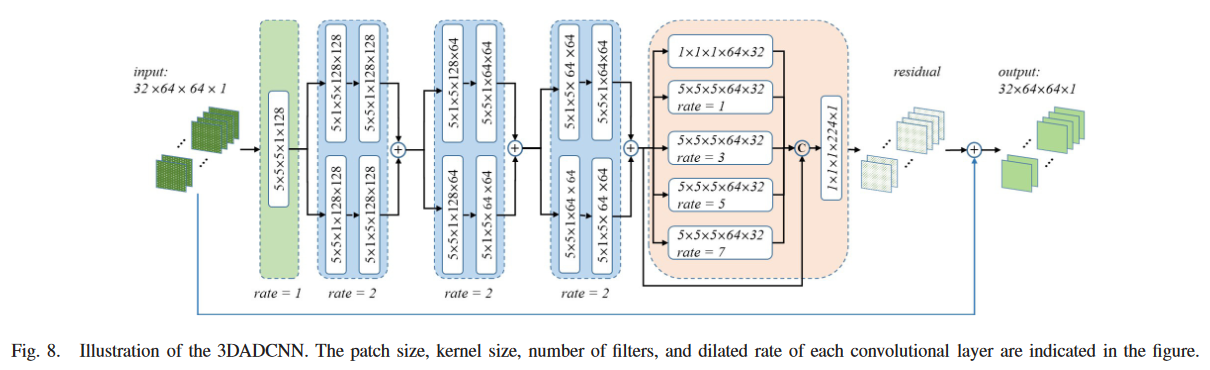 input:
32 ×64 × 64 × 1
5×5×5×1×128
rate = 1
5×1×5×128×128
5×5×1×128×128
5×5×1×128×128
5×1×5×128×128
+
rate = 2
5×1×5×128×64
5×5×1×64×64
5×5×1×128×64
5×1×5× 64 ×64
+
rate = 2
5×1×5× 64 ×64
5×5×1×64×64
5×5×1×64× 64
5×1×5× 64 ×64
+
rate = 2
1×1×1×64×32
5×5×5×64×32
rate = 1
5×5×5×64×32
rate = 3
5×5×5×64×32
rate = 5
5×5×5×64×32
rate = 7
C
1×1×1×224×1
residual
+
output:
32×64×64×1
Fig. 8. Illustration of the 3DADCNN. The patch size, kernel size, number of filters, and dilated rate of each convolutional layer are indicated in the figure.